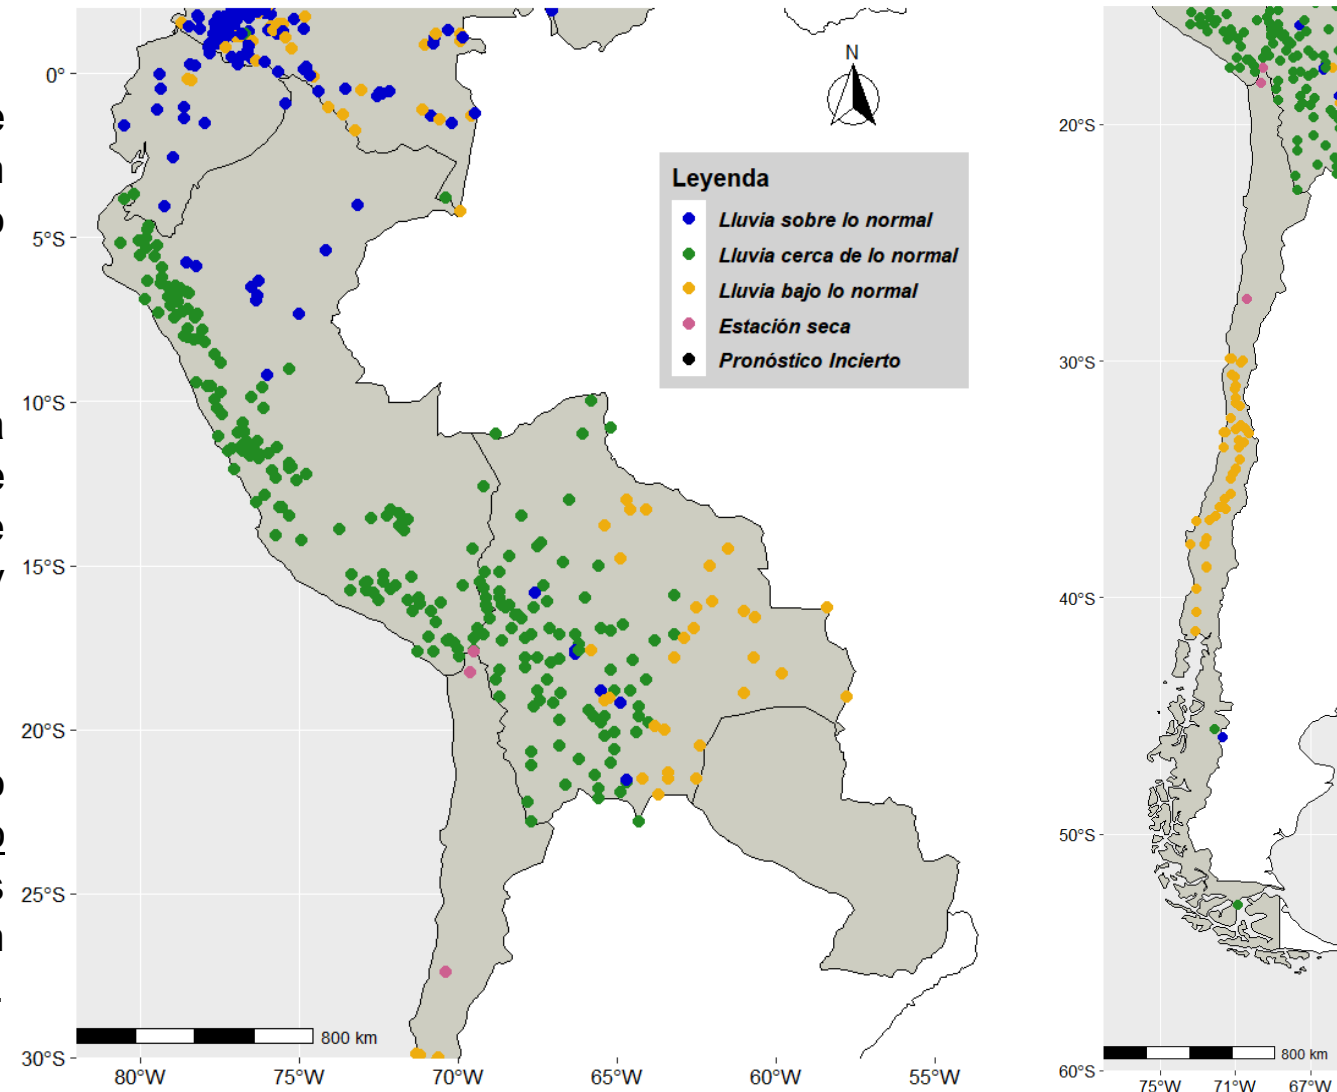 N
0°
5°S
10°S
15°S
20°S
25°S
30°S
80°W
75°W
70°W
65°W
60°W
55°W
800 km
Leyenda
Lluvia sobre lo normal
Lluvia cerca de lo normal
Lluvia bajo lo normal
Estación seca
Pronóstico Incierto
20°S
30°S
40°S
50°S
60°S
75°W
71°W
67°W
800 km